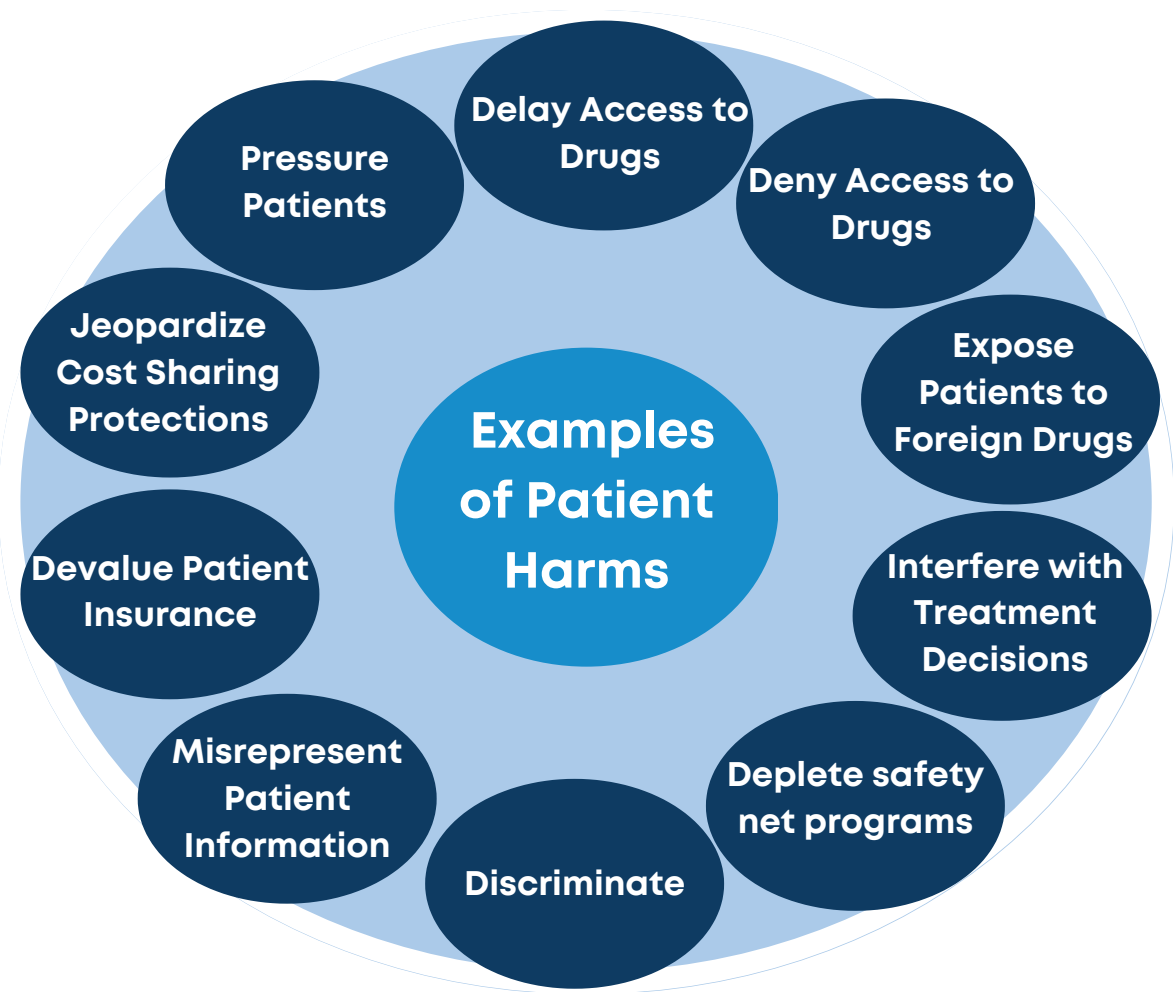 Delay Access to
Drugs
Deny Access to
Drugs
Expose
Patients to
Foreign Drugs
Interfere with
Treatment
Decisions
Deplete safety
net programs
Discriminate
Misrepresent
Patient
Information
Devalue Patient
Insurance
Jeopardize
Cost Sharing
Protections
Pressure
Patients
Examples
of Patient
Harms